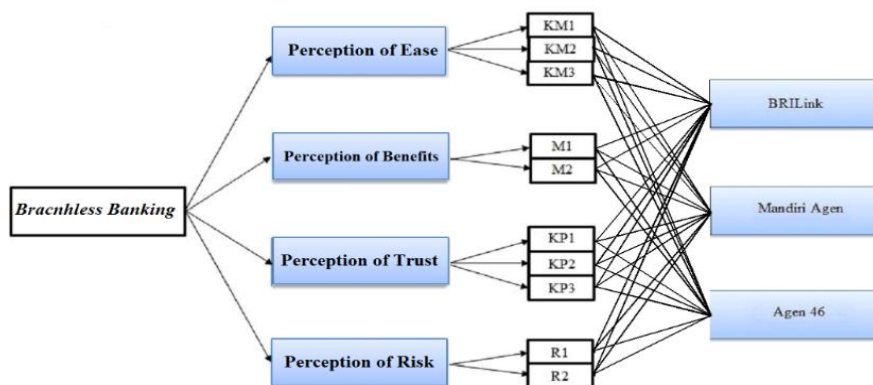 Bracnhless Banking
Perception of Ease
KM1
KM2
KM3
Perception of Benefits
M1
M2
Perception of Trust
KP1
KP2
KP3
Perception of Risk
R1
R2
BRILink
Mandiri Agen
Agen 46